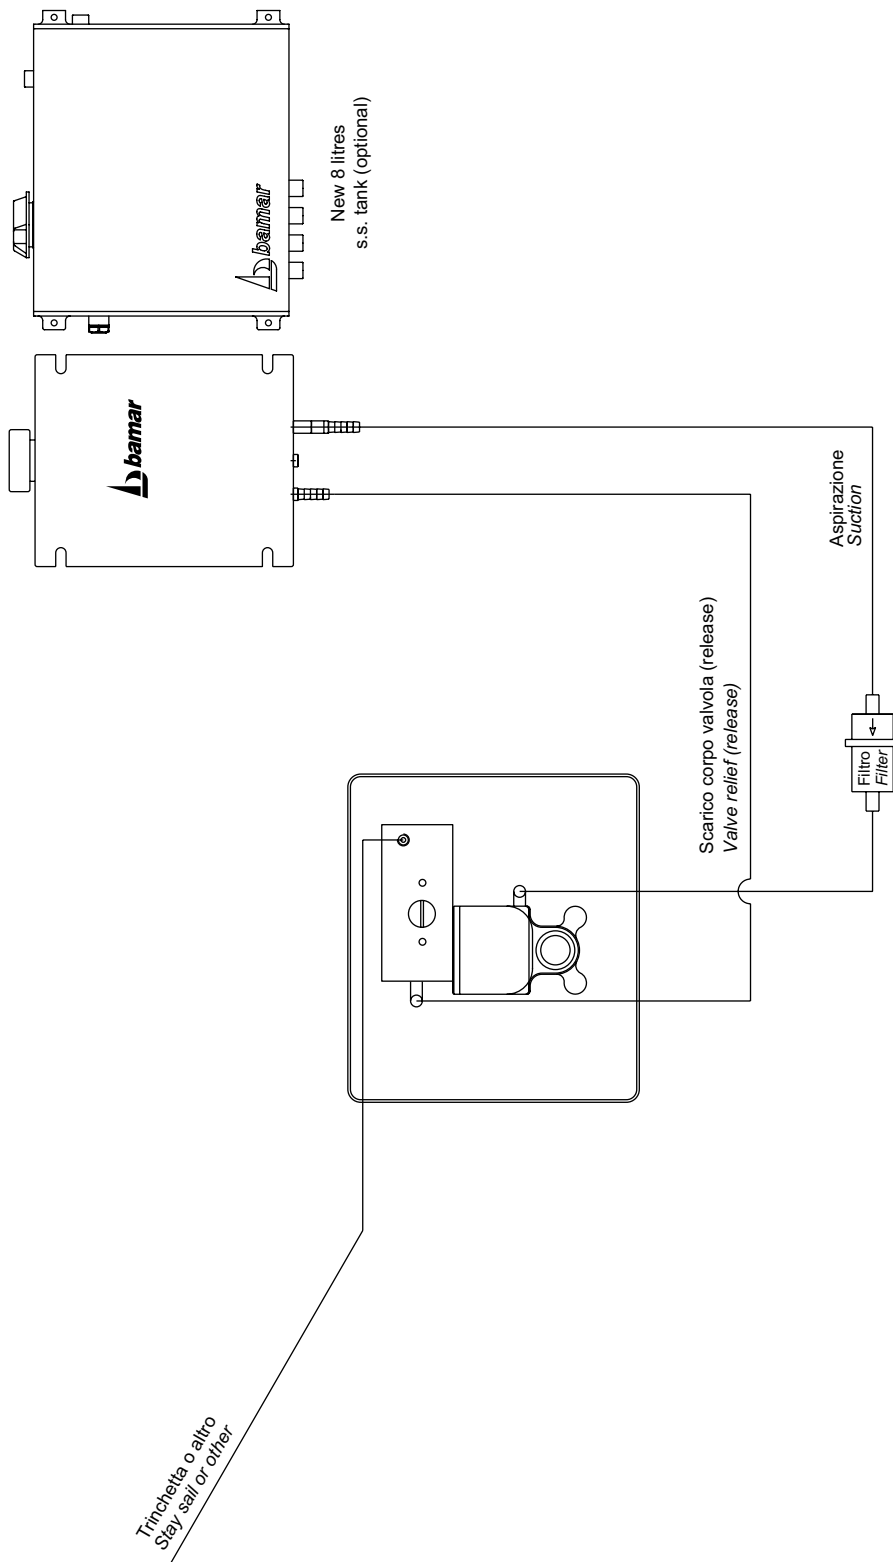 New 8 litres
s.s. tank (optional)
bamar
bamar
Aspirazione
Suction
Scarico corpo valvola (release)
Valve relief (release)
Filtro
Filter
Trinchetta o altro
Stay sail or other